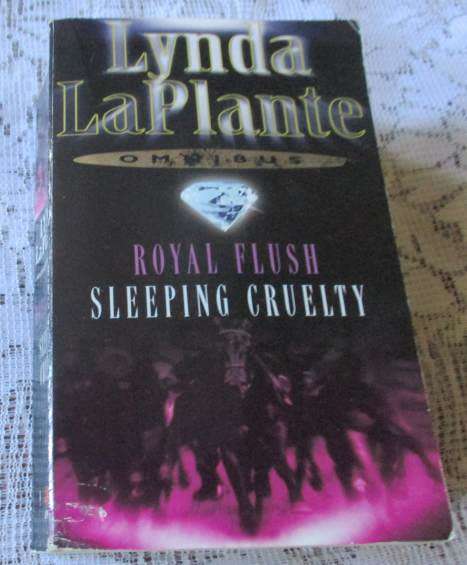 Lynda
LaPlante
OMNIBUS
ROYAL FLUSH
SLEEPING CRUELTY